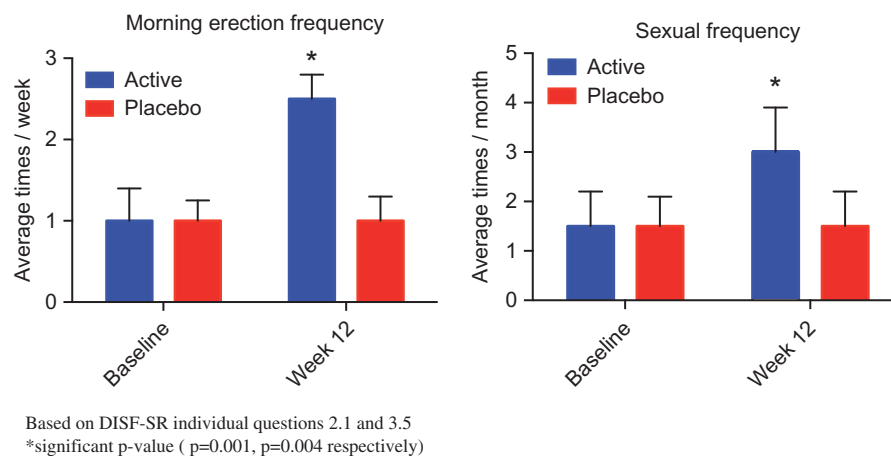 Morning erection frequency
3
2
1
0
Average times / week
Active
Placebo
*
Baseline
Week 12
Sexual frequency
5
4
3
2
1
0
Average times / month
Active
Placebo
*
Baseline
Week 12
Based on DISF-SR individual questions 2.1 and 3.5
*significant p-value ( p=0.001, p=0.004 respectively)